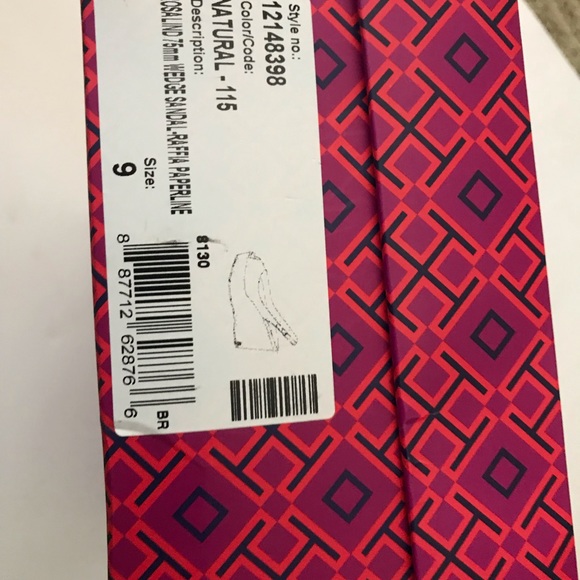 Style no.:
12148398
Color/Code:
NATURAL - 115
Description:
75mm WEDGE SANDAL-RAFFIA PAPERLINE
Size:
9
8130
8 87712 62876 6
BR